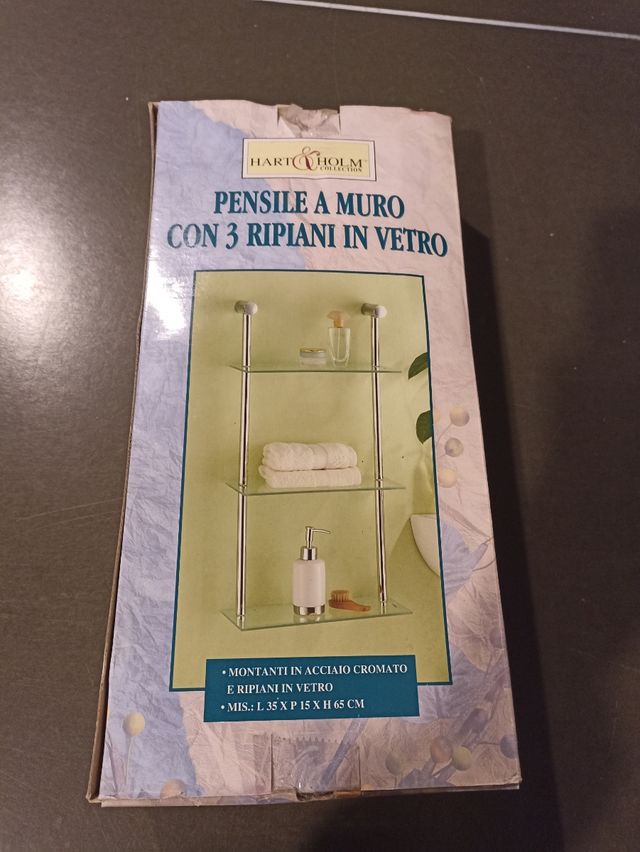 HART & HOLM™
COLLECTION
PENSILE A MURO
CON 3 RIPIANI IN VETRO
• MONTANTI IN ACCIAIO CROMATO
E RIPIANI IN VETRO
• MIS.: L 35 X P 15 X H 65 CM